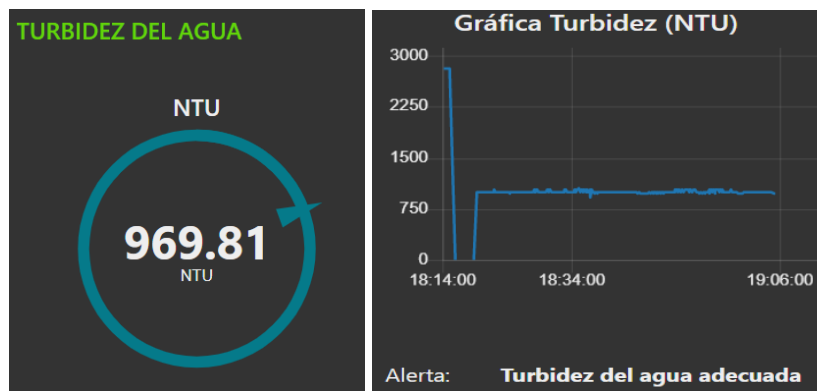 TURBIDEZ DEL AGUA
NTU
969.81
NTU
Gráfica Turbidez (NTU)
3000
2250
1500
750
0
18:14:00 18:34:00 19:06:00
Alerta: Turbidez del agua adecuada